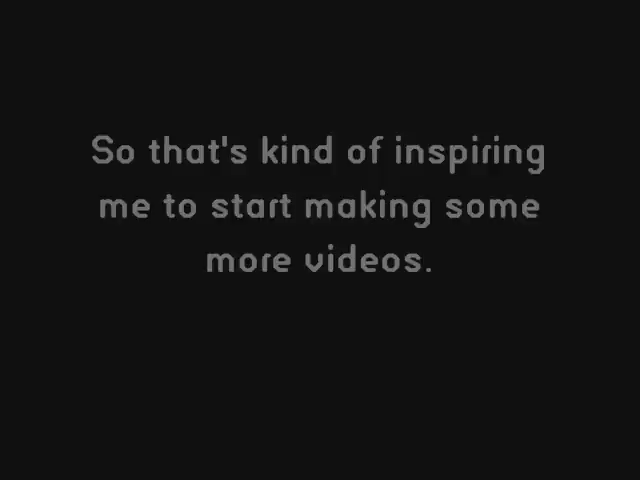 So that's kind of inspiring
me to start making some
more videos.